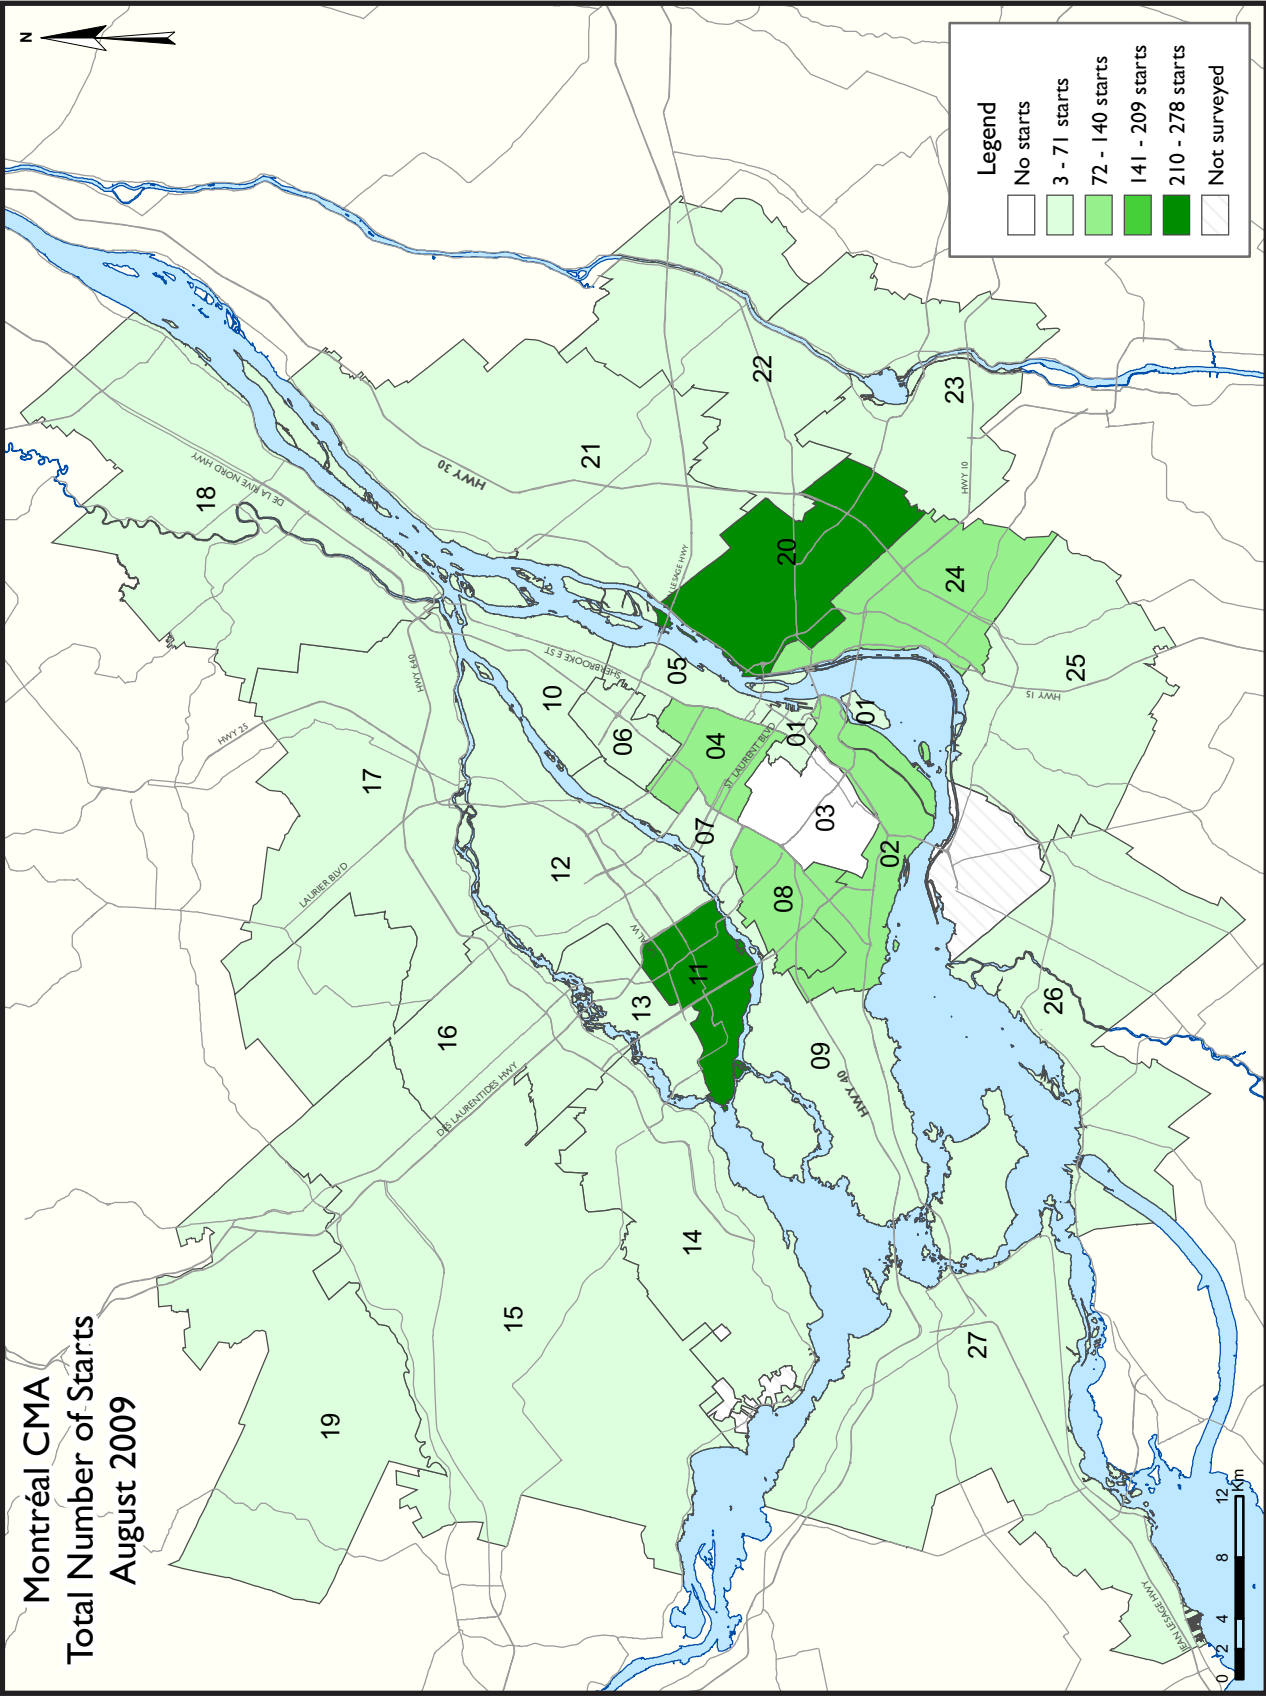 Montréal CMA
Total Number of Starts
August 2009
N
Legend
No starts
3 - 71 starts
72 - 140 starts
141 - 209 starts
210 - 278 starts
Not surveyed
18
DE LA RIVE NORD HWY
HWY 30
21
22
23
HWY 10
20
LESAGE HWY
24
25
HWY 15
HWY 640
HWY 25
SHERBROOKE E ST
05
10
06
04
01
01
ST LAURENT BLVD
03
02
07
08
17
LAURIER BLVD
12
AL W
11
13
16
DES LAURENTIDES HWY
09
HWY 40
26
14
15
19
27
JEAN LESAGE HWY
0 2 4 8 12
Km